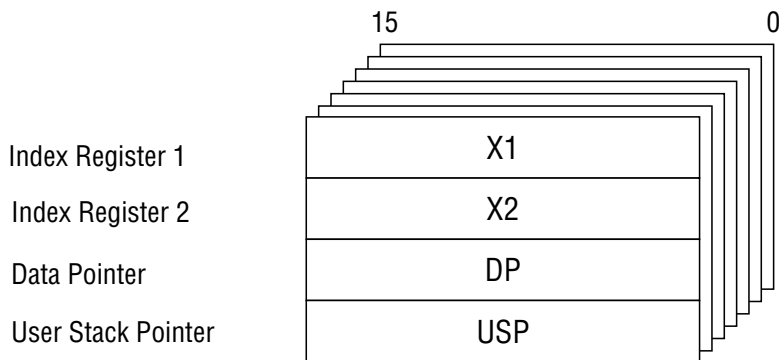 15 0
Index Register 1 X1
Index Register 2 X2
Data Pointer DP
User Stack Pointer USP